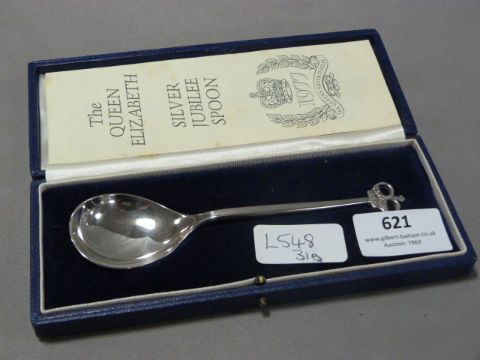 The
QUEEN
ELIZABETH
SILVER
JUBILEE
SPOON
1977
L548
31g
621
www.gilbert-baitson.co.uk
Auction: 7803